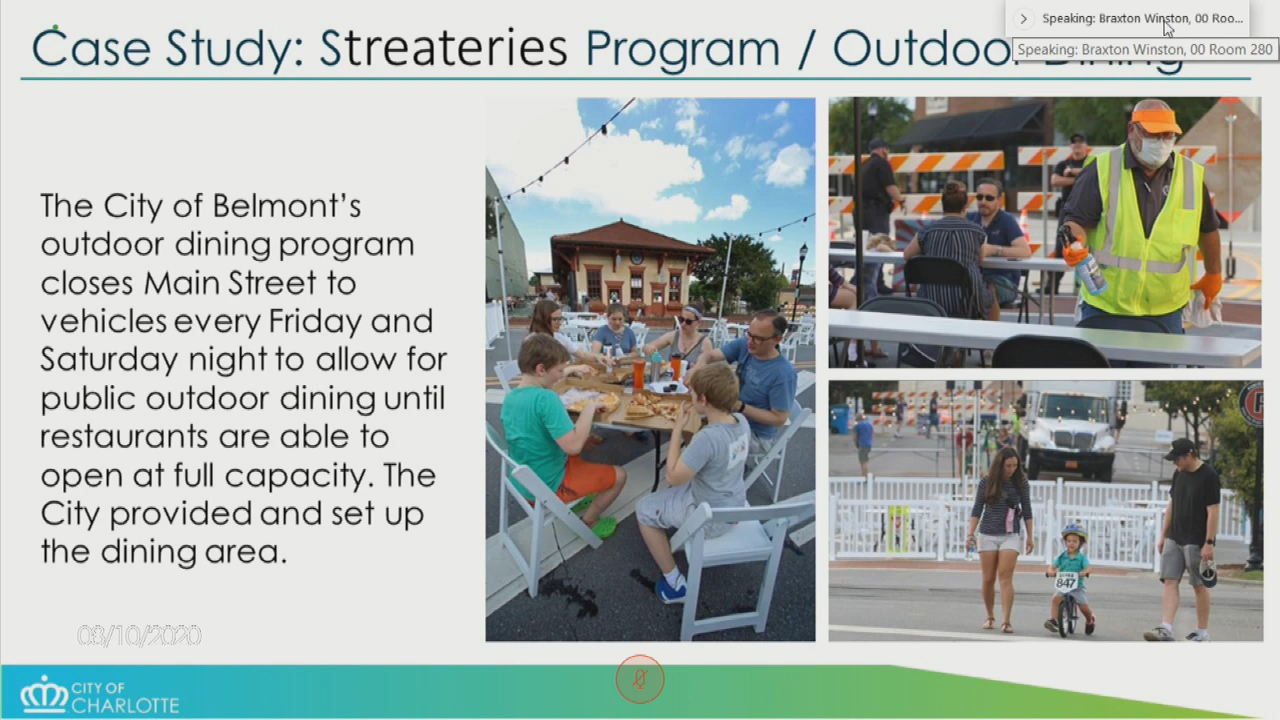 Speaking: Braxton Winston, 00 Roo...
Speaking: Braxton Winston, 00 Room 280
Case Study: Streateries Program / Outdoor Dining
The City of Belmont's
outdoor dining program
closes Main Street to
vehicles every Friday and
Saturday night to allow for
public outdoor dining until
restaurants are able to
open at full capacity. The
City provided and set up
the dining area.
847
08/10/2020
CITY OF
CHARLOTTE